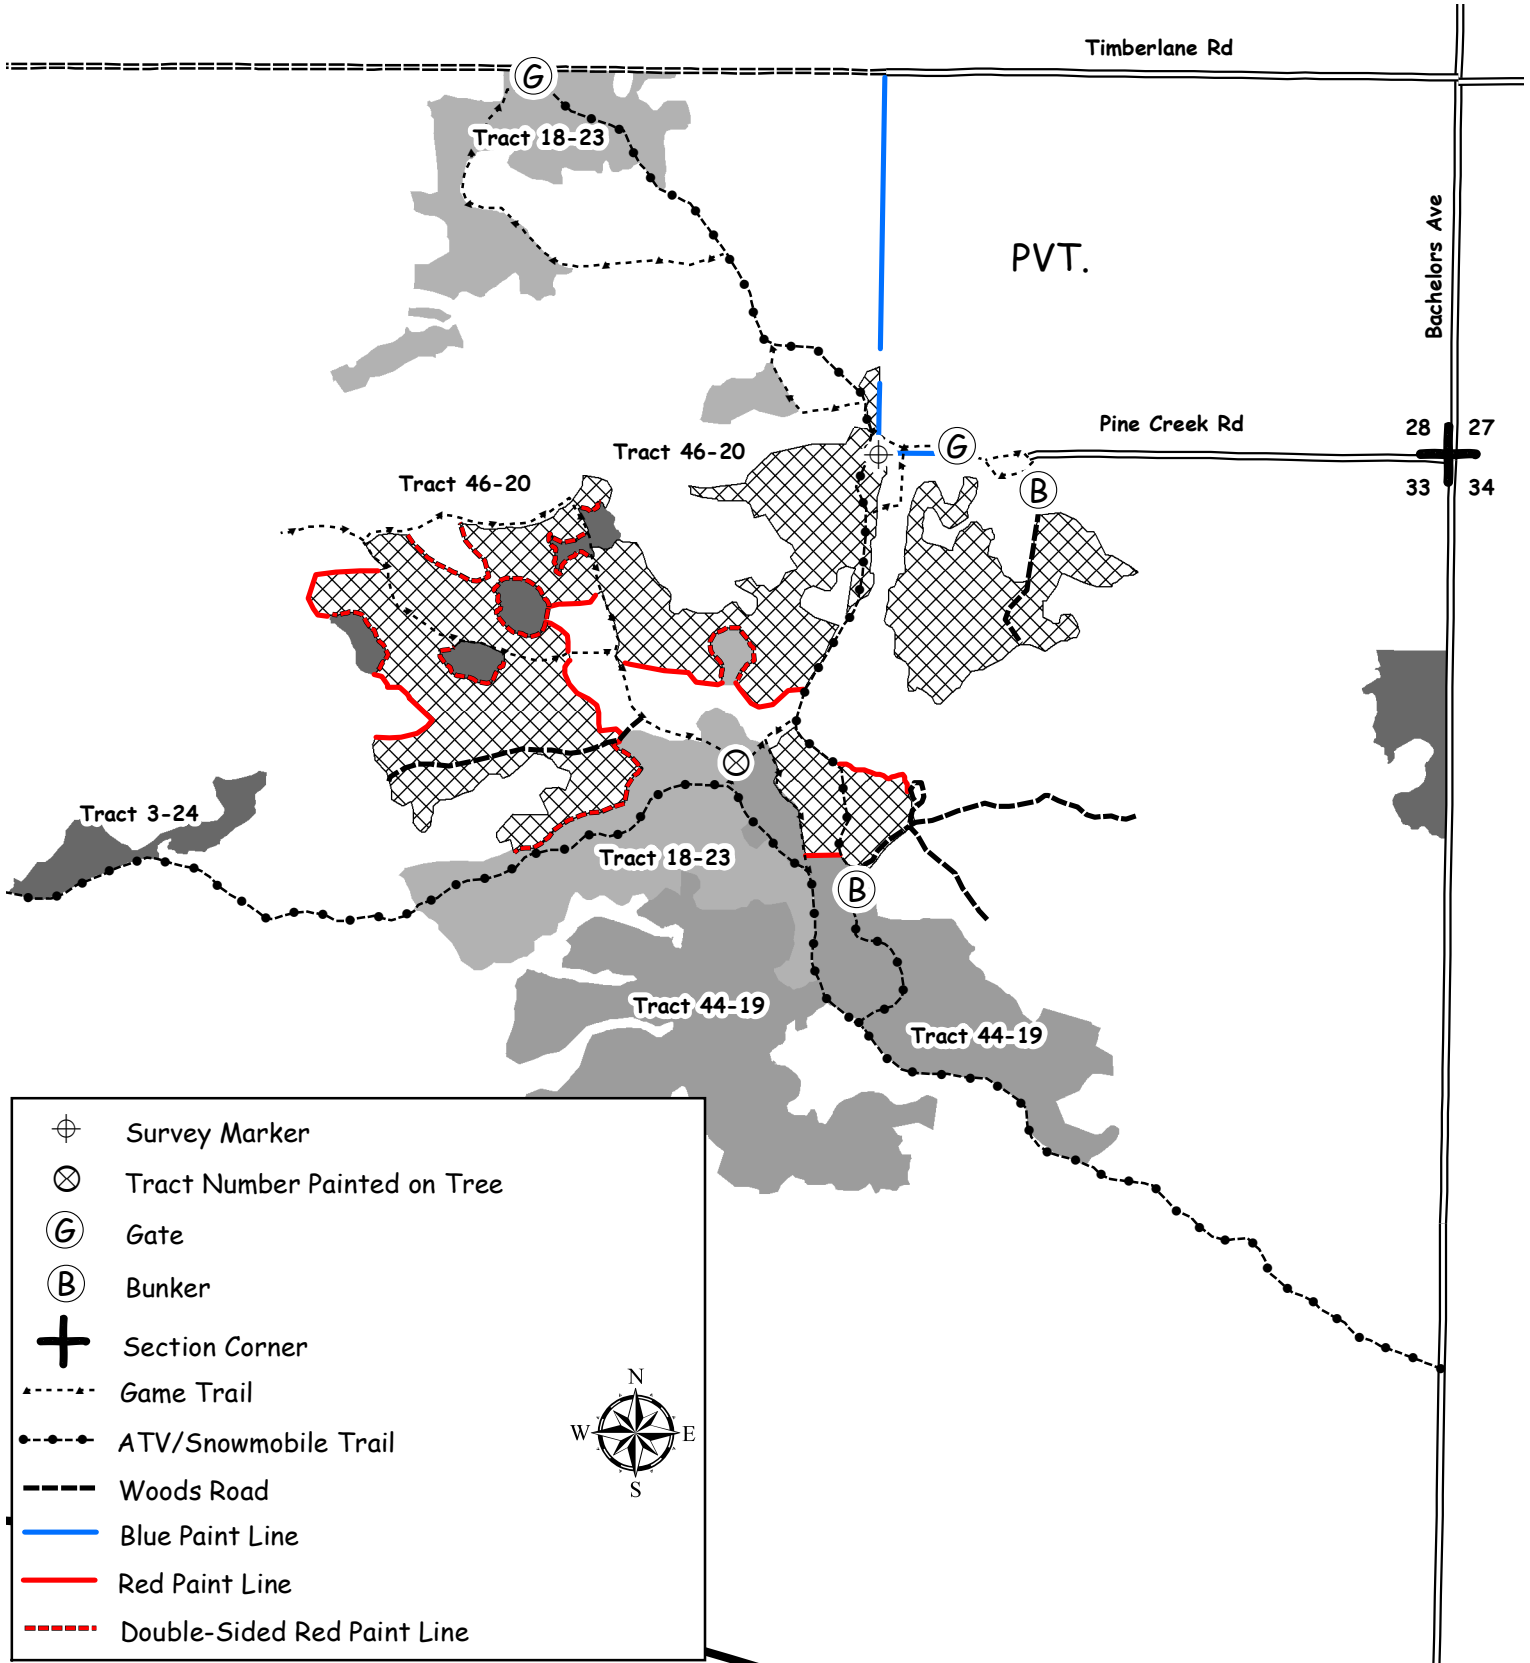 Timberlane Rd
G
Tract 18-23
Bachelors Ave
PVT.
Pine Creek Rd
28 27
33 34
G
B
Tract 46-20
Tract 46-20
Tract 3-24
Tract 18-23
B
Tract 44-19
Tract 44-19
Survey Marker
Tract Number Painted on Tree
G Gate
B Bunker
Section Corner
Game Trail
ATV/Snowmobile Trail
Woods Road
Blue Paint Line
Red Paint Line
Double-Sided Red Paint Line
N
W E
S